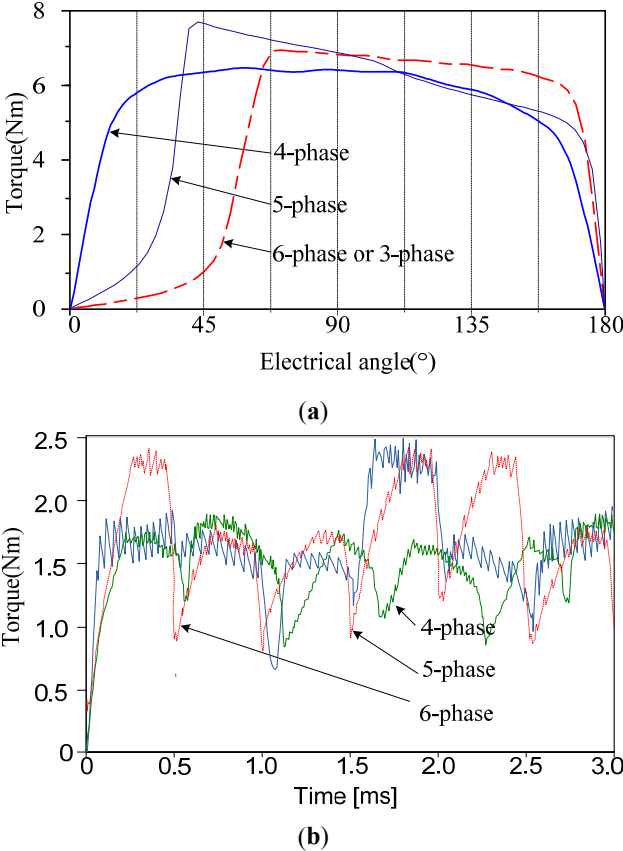 8
6
4
2
0
Torque(Nm)
4-phase
5-phase
6-phase or 3-phase
0 45 90 135 180
Electrical angle(°)
(a)
2.5
2.0
1.5
1.0
0.5
0
Torque(Nm)
4-phase
5-phase
6-phase
0 0.5 1.0 1.5 2.0 2.5 3.0
Time [ms]
(b)